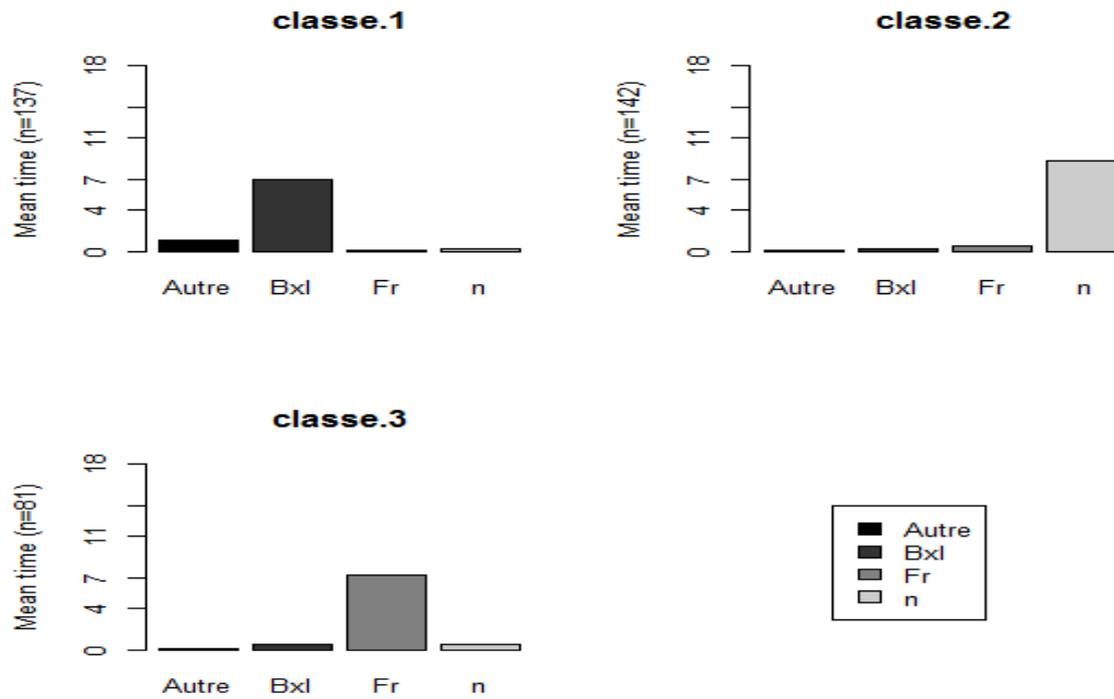 classe.1
Mean time (n=137)
18
11
7
4
0
Autre Bxl Fr n
classe.2
Mean time (n=142)
18
11
7
4
0
Autre Bxl Fr n
classe.3
Mean time (n=81)
18
11
7
4
0
Autre Bxl Fr n
Autre
Bxl
Fr
n